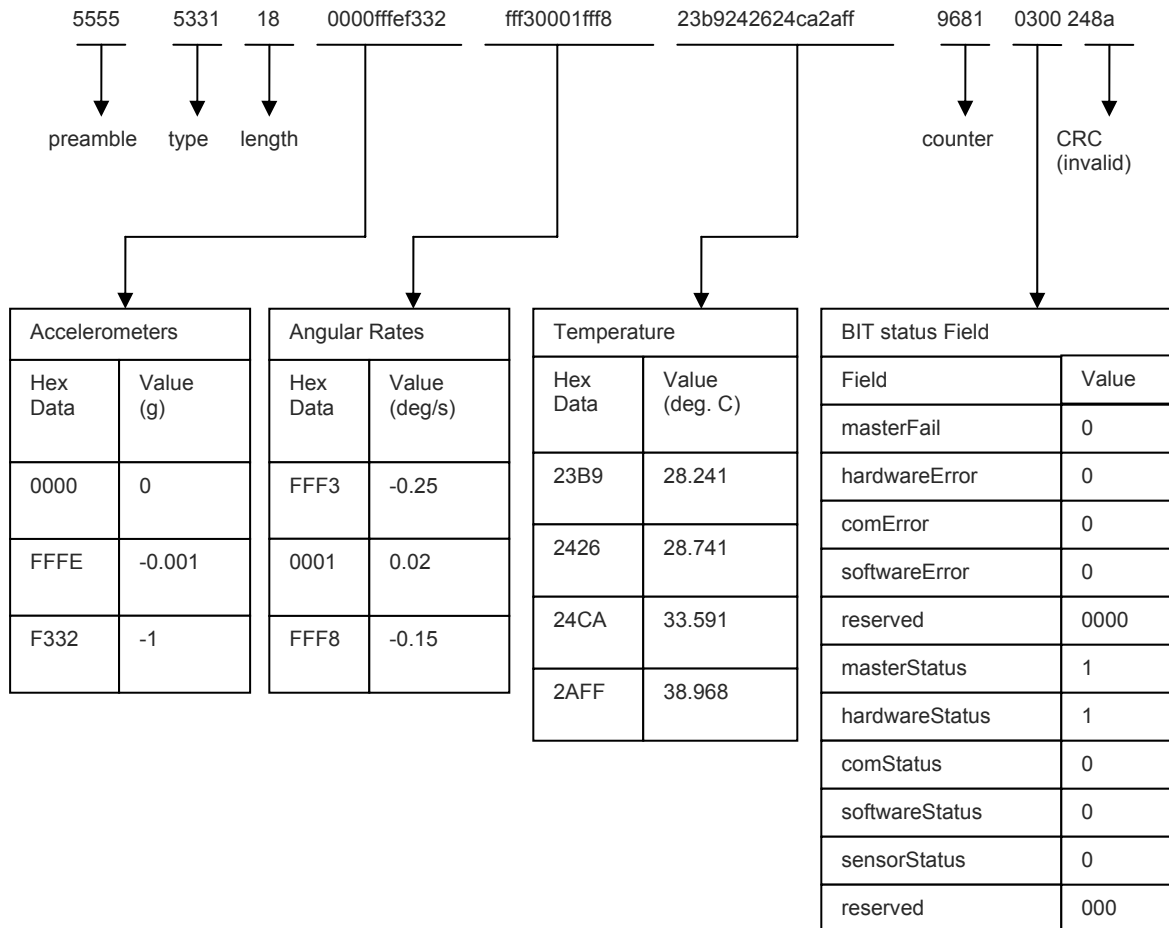 5555 5331 18 0000fffef332 fff30001fff8 23b9242624ca2aff 9681 0300 248a
preamble type length counter CRC
(invalid)
Accelerometers
Hex Data Value (g)
0000 0
FFFE -0.001
F332 -1
Angular Rates
Hex Data Value (deg/s)
FFF3 -0.25
0001 0.02
FFF8 -0.15
Temperature
Hex Data Value (deg. C)
23B9 28.241
2426 28.741
24CA 33.591
2AFF 38.968
BIT status Field
Field Value
masterFail 0
hardwareError 0
comError 0
softwareError 0
reserved 0000
masterStatus 1
hardwareStatus 1
comStatus 0
softwareStatus 0
sensorStatus 0
reserved 000